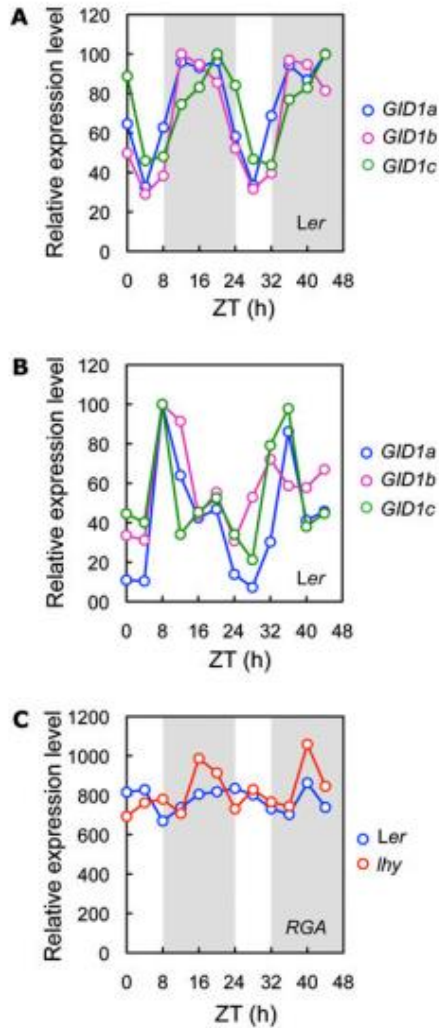 A
Relative expression level
120
100
80
60
40
20
0
0 8 16 24 32 40 48
ZT (h)
Ler
GID1a
GID1b
GID1c
B
Relative expression level
120
100
80
60
40
20
00
0 8 16 24 32 40 48
ZT (h)
Ler
GID1a
GID1b
GID1c
C
Relative expression level
1200
1000
800
600
400
200
0
0 8 16 24 32 40 48
ZT (h)
RGA
Ler
lhy